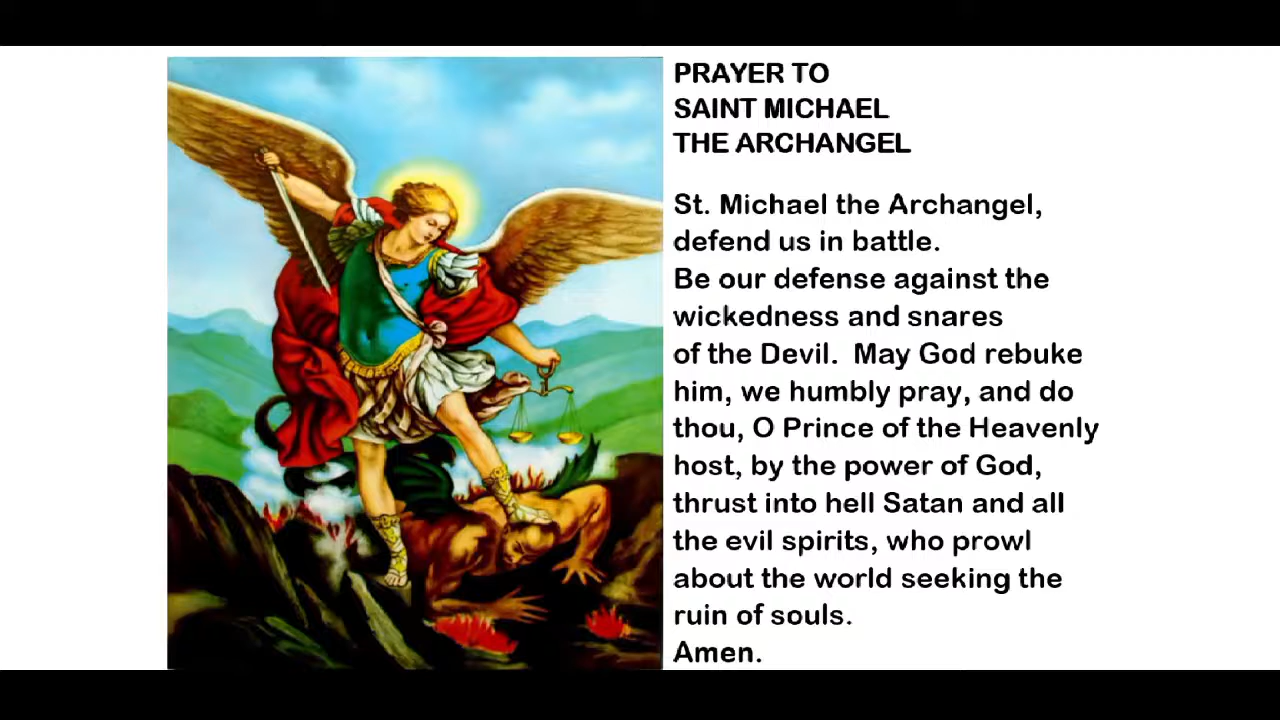 PRAYER TO
SAINT MICHAEL
THE ARCHANGEL
St. Michael the Archangel,
defend us in battle.
Be our defense against the
wickedness and snares
of the Devil.  May God rebuke
him, we humbly pray, and do
thou, O Prince of the Heavenly
host, by the power of God,
thrust into hell Satan and all
the evil spirits, who prowl
about the world seeking the
ruin of souls.
Amen.